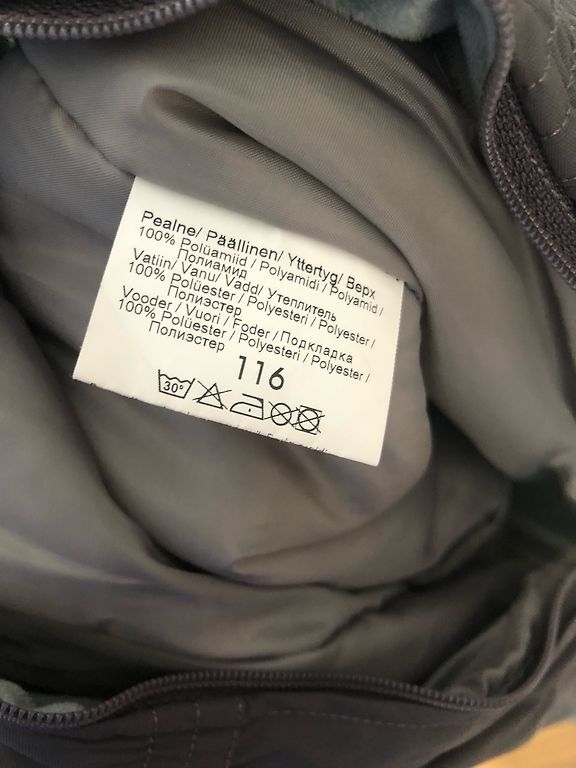 Pealne/ Päällinen/ Yttertyg/ Верх
100% Polüamiid / Polyamidi / Polyamid /
Полиамид
Vatiin/ Vanu/ Vadd/ Утеплитель
100% Polüester / Polyesteri / Polyester /
Полиэстер
Vooder / Vuori / Foder / Подкладка
100% Polüester / Polyesteri / Polyester /
Полиэстер
116
30°